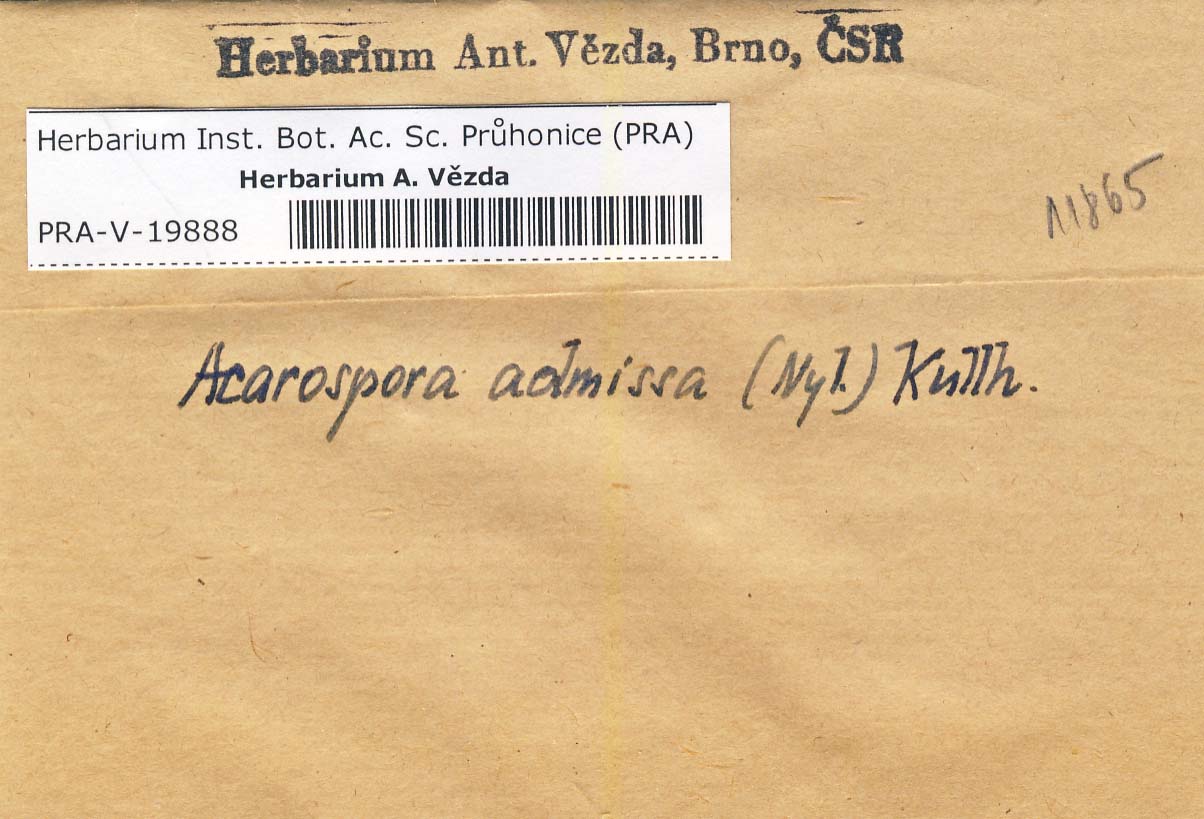 Herbarium Ant. Vězda, Brno, ČSR
Herbarium Inst. Bot. Ac. Sc. Průhonice (PRA)
Herbarium A. Vězda
PRA-V-19888
11865
Acarospora admissa (Nyl.) Kullh.